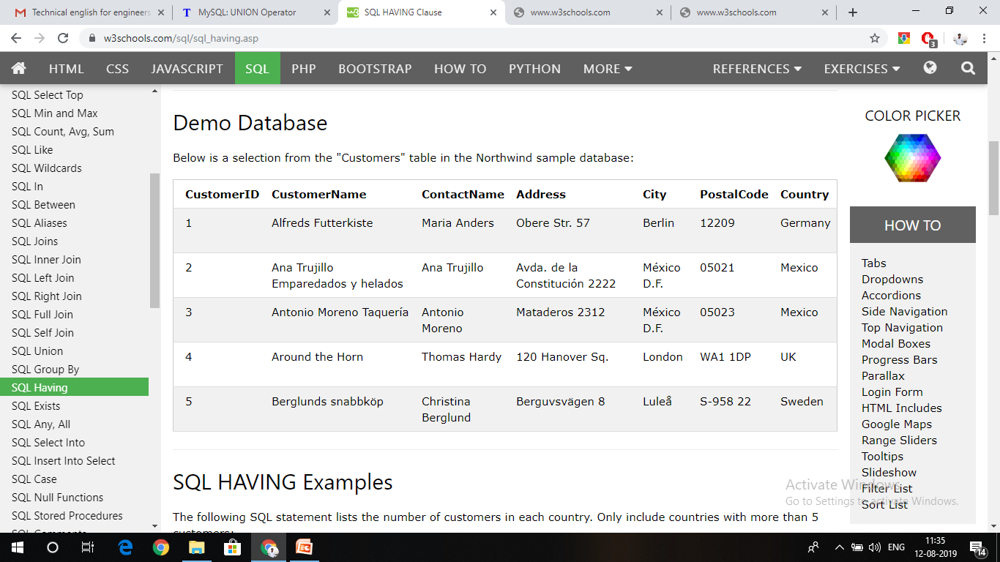 Technical english for engineers
MySQL: UNION Operator
SQL HAVING Clause
www.w3schools.com
www.w3schools.com
w3schools.com/sql/sql_having.asp
3
HTML CSS JAVASCRIPT SQL PHP BOOTSTRAP HOW TO PYTHON MORE REFERENCES EXERCISES
SQL Select Top
SQL Min and Max
SQL Count, Avg, Sum
SQL Like
SQL Wildcards
SQL In
SQL Between
SQL Aliases
SQL Joins
SQL Inner Join
SQL Left Join
SQL Right Join
SQL Full Join
SQL Self Join
SQL Union
SQL Group By
SQL Having
SQL Exists
SQL Any, All
SQL Select Into
SQL Insert Into Select
SQL Case
SQL Null Functions
SQL Stored Procedures
SQL Comments
Demo Database
Below is a selection from the "Customers" table in the Northwind sample database:
CustomerID CustomerName ContactName Address City PostalCode Country
1 Alfreds Futterkiste Maria Anders Obere Str. 57 Berlin 12209 Germany
2 Ana Trujillo Ana Trujillo Avda. de la México 05021 Mexico
Emparedados y helados Constitución 2222 D.F.
3 Antonio Moreno Taquería Antonio Mataderos 2312 México 05023 Mexico
Moreno D.F.
4 Around the Horn Thomas Hardy 120 Hanover Sq. London WA1 1DP UK
5 Berglunds snabbköp Christina Berguvsvägen 8 Luleå S-958 22 Sweden
Berglund
SQL HAVING Examples
The following SQL statement lists the number of customers in each country. Only include countries with more than 5
customers:
COLOR PICKER
HOW TO
Tabs
Dropdowns
Accordions
Side Navigation
Top Navigation
Modal Boxes
Progress Bars
Parallax
Login Form
HTML Includes
Google Maps
Range Sliders
Tooltips
Slideshow
Filter List
Sort List
Activate Windows
Go to Settings to activate Windows.
ENG
11:35
12-08-2019
14